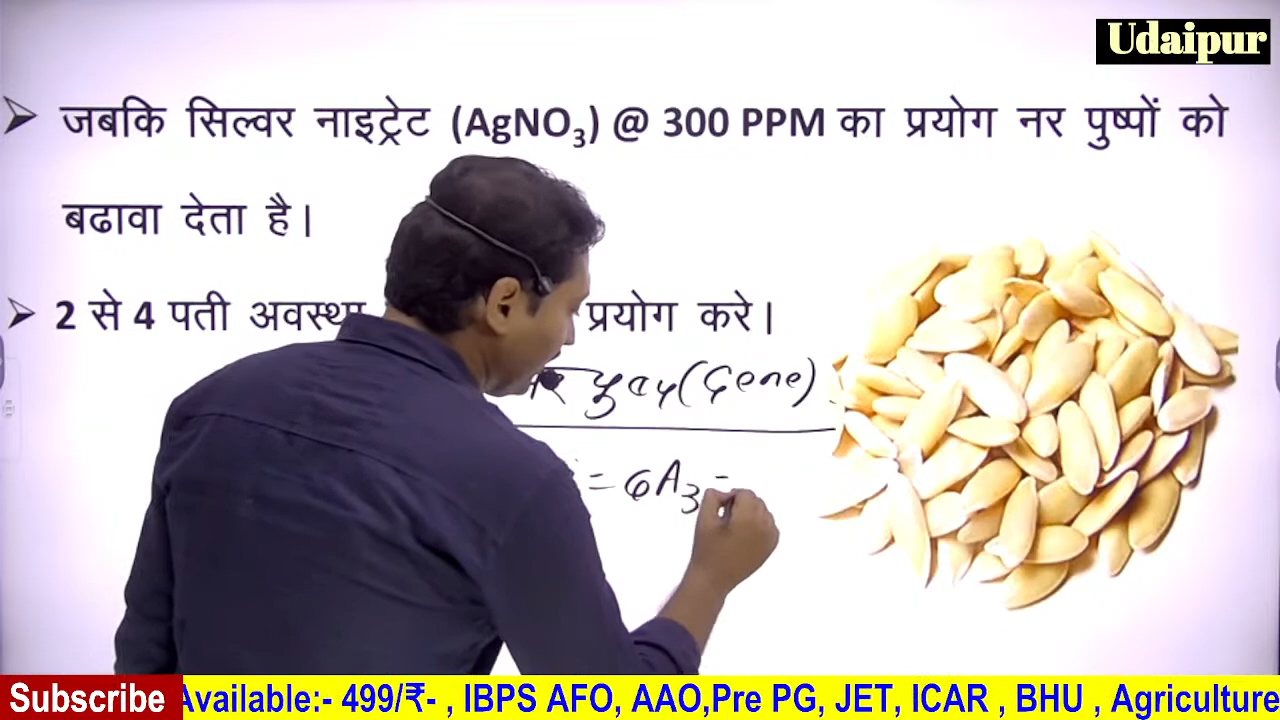 Udaipur
➢ जबकि सिल्वर नाइट्रेट (AgNO₃) @ 300 PPM का प्रयोग नर पुष्पों को
बढावा देता है।
➢ 2 से 4 पती अवस्था प्रयोग करे।
(Gene)
= GA₃ =
Subscribe Available:- 499/₹- , IBPS AFO, AAO,Pre PG, JET, ICAR , BHU , Agriculture